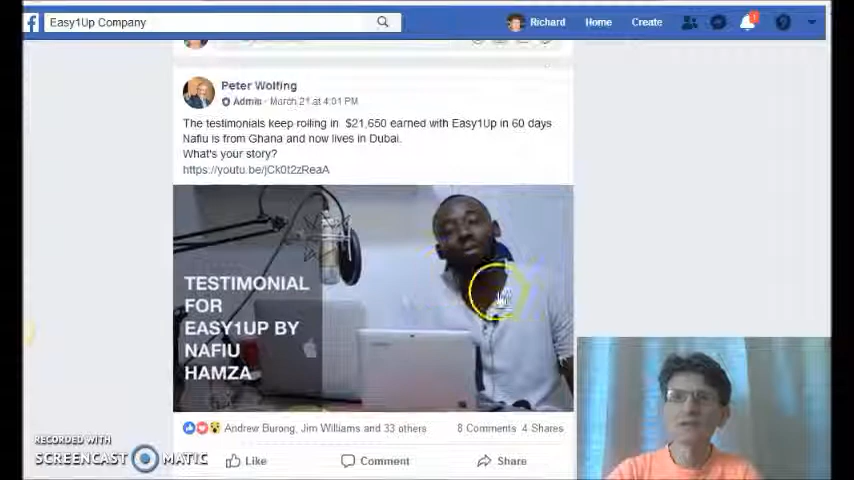 Easy1Up Company
Richard Home Create
Peter Wolfing
Admin · March 21 at 4:01 PM
The testimonials keep rolling in $21,650 earned with Easy1Up in 60 days
Nafiu is from Ghana and now lives in Dubai.
What's your story?
https://youtu.be/jCk0t2zReaA
TESTIMONIAL
FOR
EASY1UP BY
NAFIU
HAMZA
Andrew Burong, Jim Williams and 33 others 8 Comments 4 Shares
Like Comment Share
RECORDED WITH
SCREENCAST MATIC